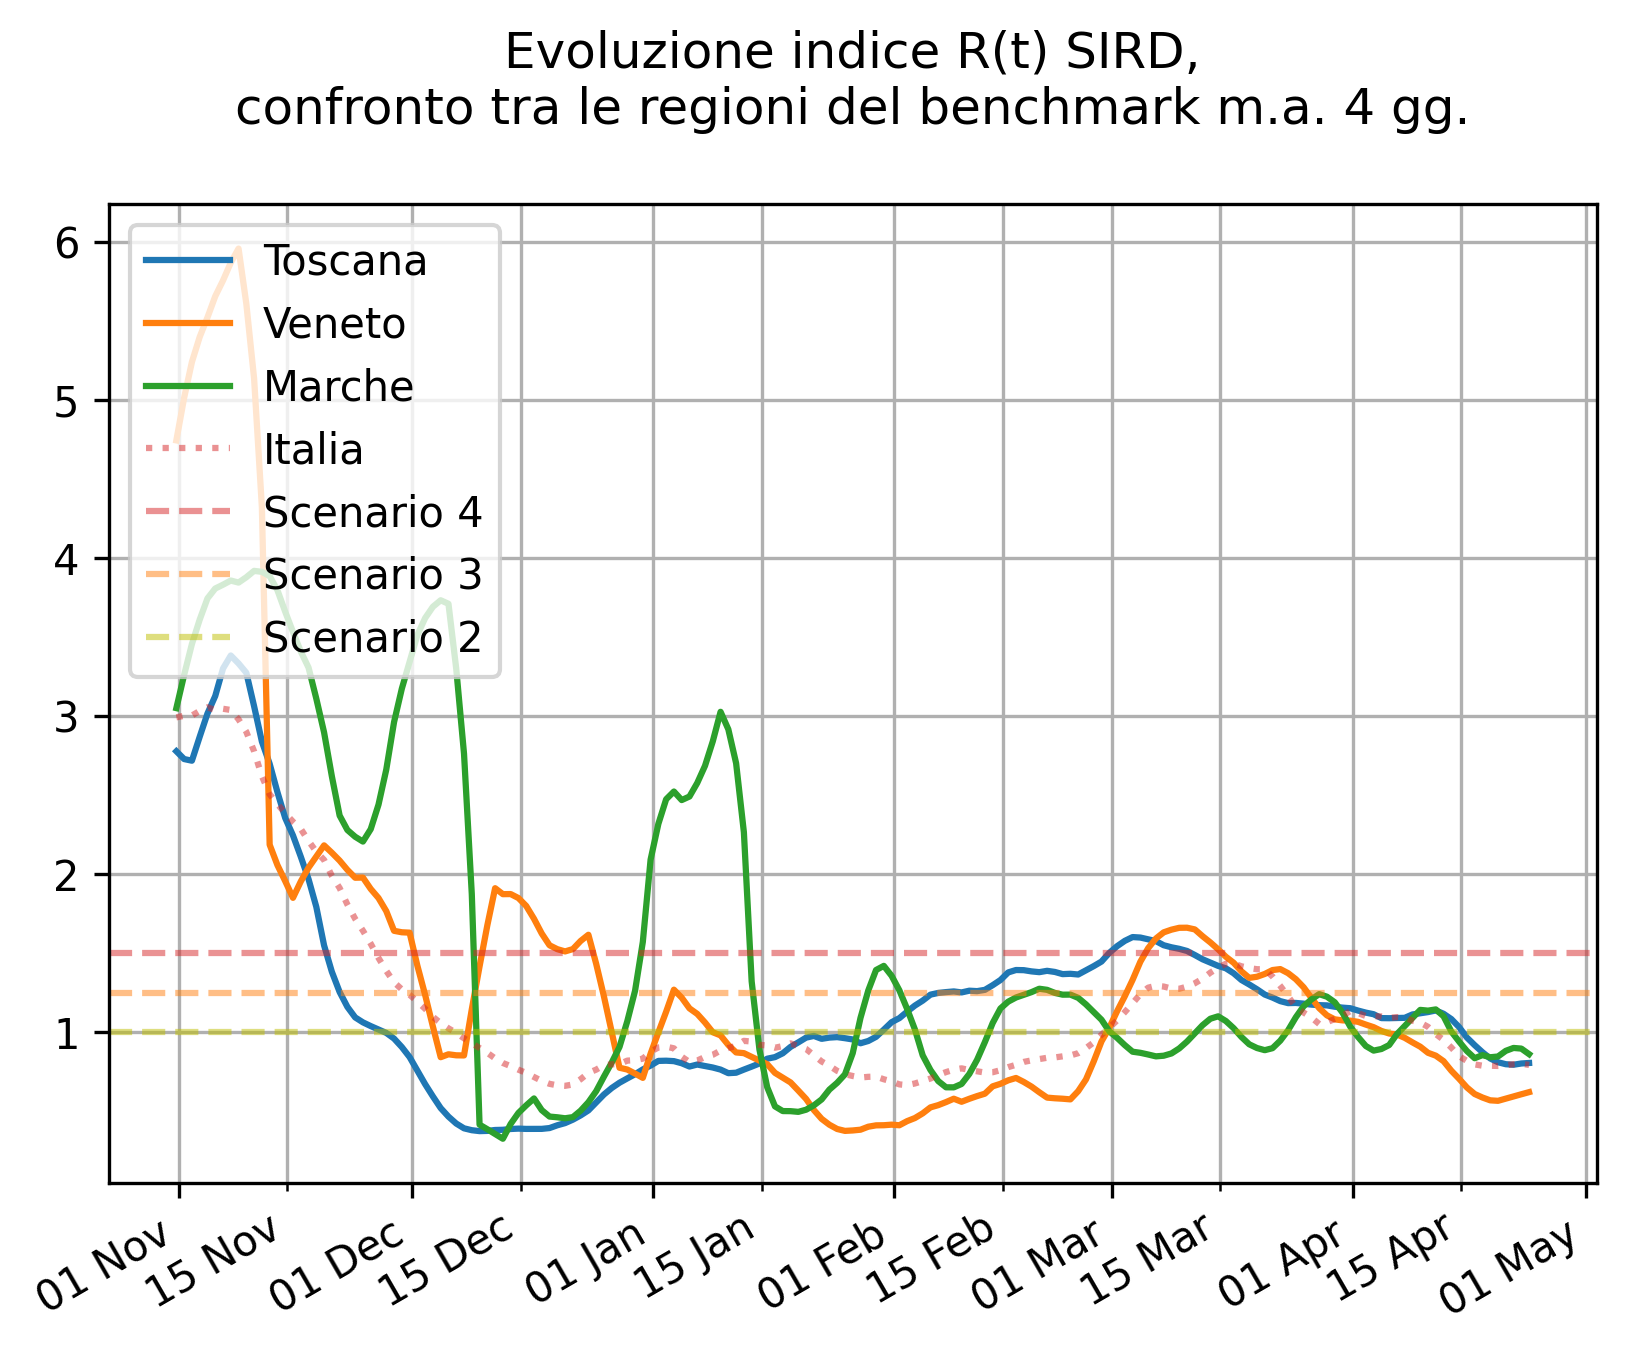 Evoluzione indice R(t) SIRD,
confronto tra le regioni del benchmark m.a. 4 gg.
6
5
4
3
2
1
Toscana
Veneto
Marche
Italia
Scenario 4
Scenario 3
Scenario 2
01 Nov
15 Nov
01 Dec
15 Dec
01 Jan
15 Jan
01 Feb
15 Feb
01 Mar
15 Mar
01 Apr
15 Apr
01 May